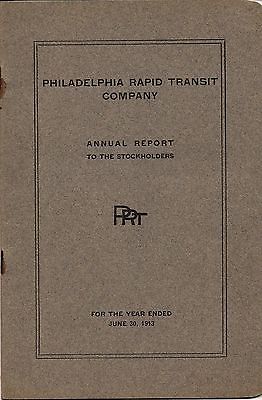 PHILADELPHIA RAPID TRANSIT
COMPANY
ANNUAL REPORT
TO THE STOCKHOLDERS
PRT
FOR THE YEAR ENDED
JUNE 30, 1913